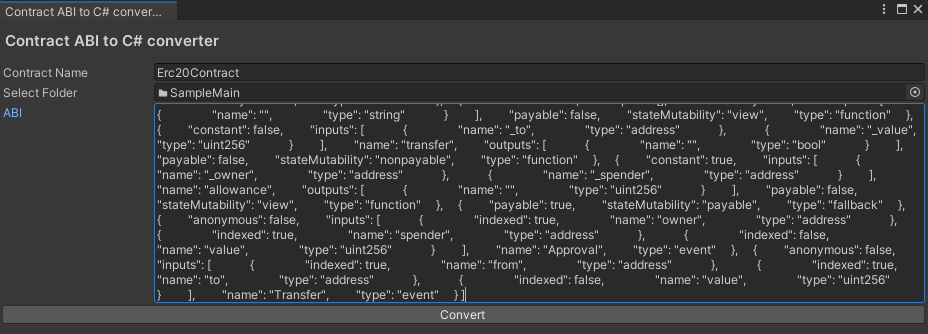 Contract ABI to C# conver...
Contract ABI to C# converter
Contract Name Erc20Contract
Select Folder SampleMain
ABI
{ "name": "", "type": "string" } ], "payable": false, "stateMutability": "view", "type": "function" },
{ "constant": false, "inputs": [ { "name": "_to", "type": "address" }, { "name": "_value",
"type": "uint256" } ], "name": "transfer", "outputs": [ { "name": "", "type": "bool" } ],
"payable": false, "stateMutability": "nonpayable", "type": "function" }, { "constant": true, "inputs": [ {
"name": "_owner", "type": "address" }, { "name": "_spender", "type": "address" } ],
"name": "allowance", "outputs": [ { "name": "", "type": "uint256" } ], "payable": false,
"stateMutability": "view", "type": "function" }, { "payable": true, "stateMutability": "payable", "type": "fallback" },
{ "anonymous": false, "inputs": [ { "indexed": true, "name": "owner", "type": "address" },
{ "indexed": true, "name": "spender", "type": "address" }, { "indexed": false,
"name": "value", "type": "uint256" } ], "name": "Approval", "type": "event" }, { "anonymous": false,
"inputs": [ { "indexed": true, "name": "from", "type": "address" }, { "indexed": true,
"name": "to", "type": "address" }, { "indexed": false, "name": "value", "type": "uint256"
} ], "name": "Transfer", "type": "event" } ]
Convert